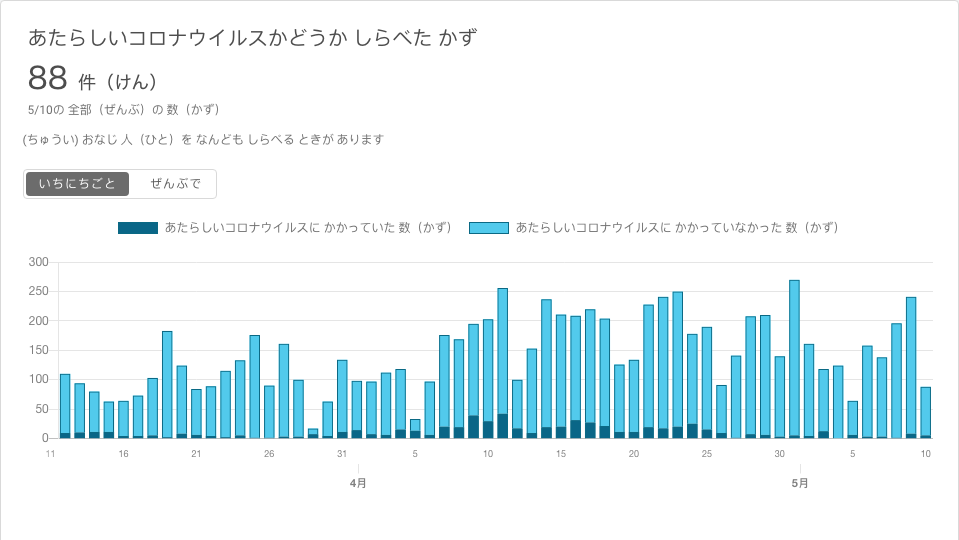 あたらしいコロナウイルスかどうか しらべた かず
88 件（けん）
5/10の 全部（ぜんぶ）の 数（かず）
(ちゅうい) おなじ 人（ひと）を なんども しらべる ときが あります
いちにちごと ぜんぶで
あたらしいコロナウイルスに かかっていた 数（かず） あたらしいコロナウイルスに かかっていなかった 数（かず）
300
250
200
150
100
50
0
11 16 21 26 31 5 10 15 20 25 30 5 10
4月 5月